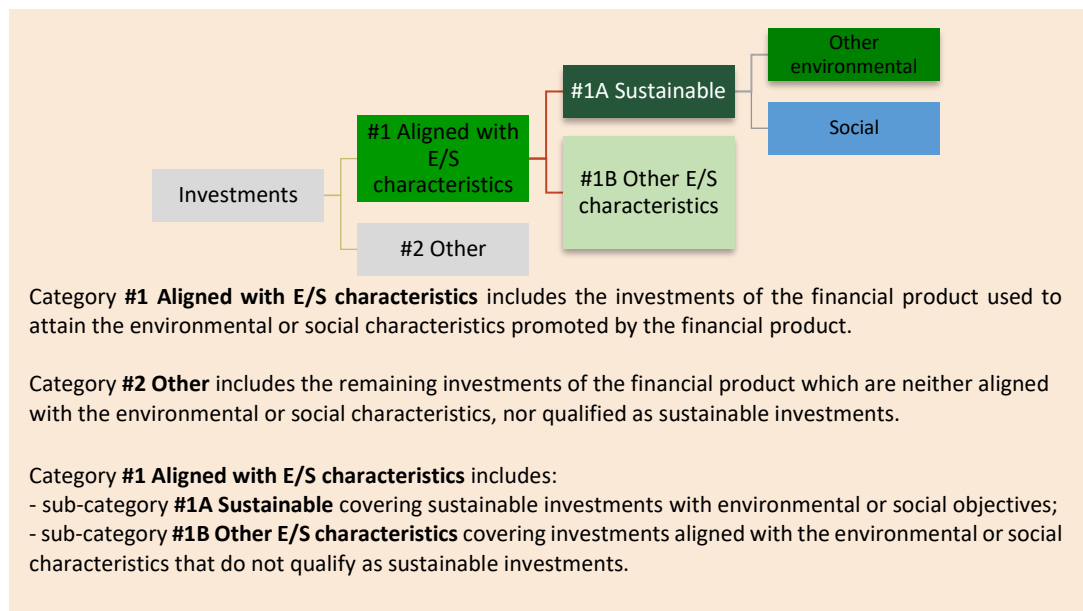 Other
environmental
#1A Sustainable
Social
#1 Aligned with
E/S
characteristics
#1B Other E/S
characteristics
Investments
#2 Other
Category #1 Aligned with E/S characteristics includes the investments of the financial product used to
attain the environmental or social characteristics promoted by the financial product.
Category #2 Other includes the remaining investments of the financial product which are neither aligned
with the environmental or social characteristics, nor qualified as sustainable investments.
Category #1 Aligned with E/S characteristics includes:
- sub-category #1A Sustainable covering sustainable investments with environmental or social objectives;
- sub-category #1B Other E/S characteristics covering investments aligned with the environmental or social
characteristics that do not qualify as sustainable investments.